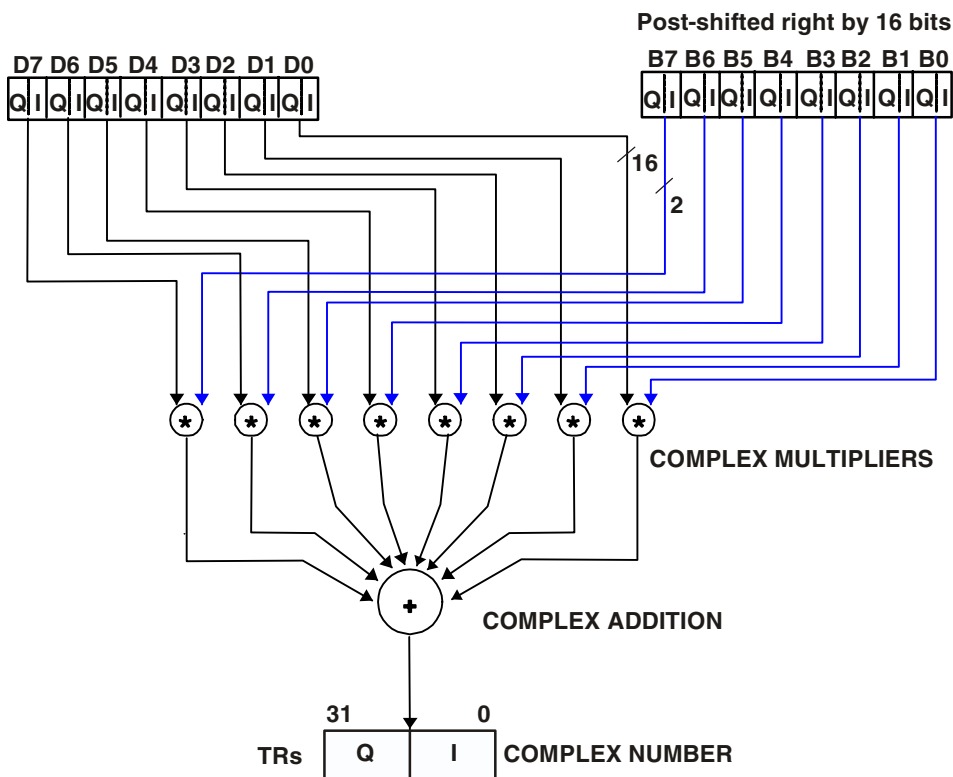 Post-shifted right by 16 bits
D7 D6 D5 D4 D3 D2 D1 D0
B7 B6 B5 B4 B3 B2 B1 B0
Q I Q I Q I Q I Q I Q I Q I Q I
Q I Q I Q I Q I Q I Q I Q I Q I
16
2
* * * * * * * *
COMPLEX MULTIPLIERS
+
COMPLEX ADDITION
31 0
TRs Q I COMPLEX NUMBER